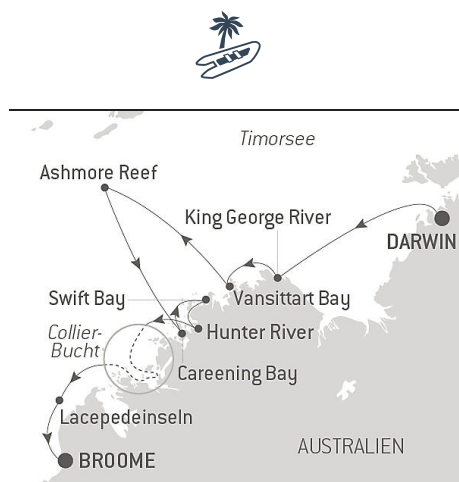 Timorsee
Ashmore Reef
King George River
DARWIN
Swift Bay
Vansittart Bay
Collier-
Bucht
Hunter River
Careening Bay
Lacepedeinseln
AUSTRALIEN
BROOME